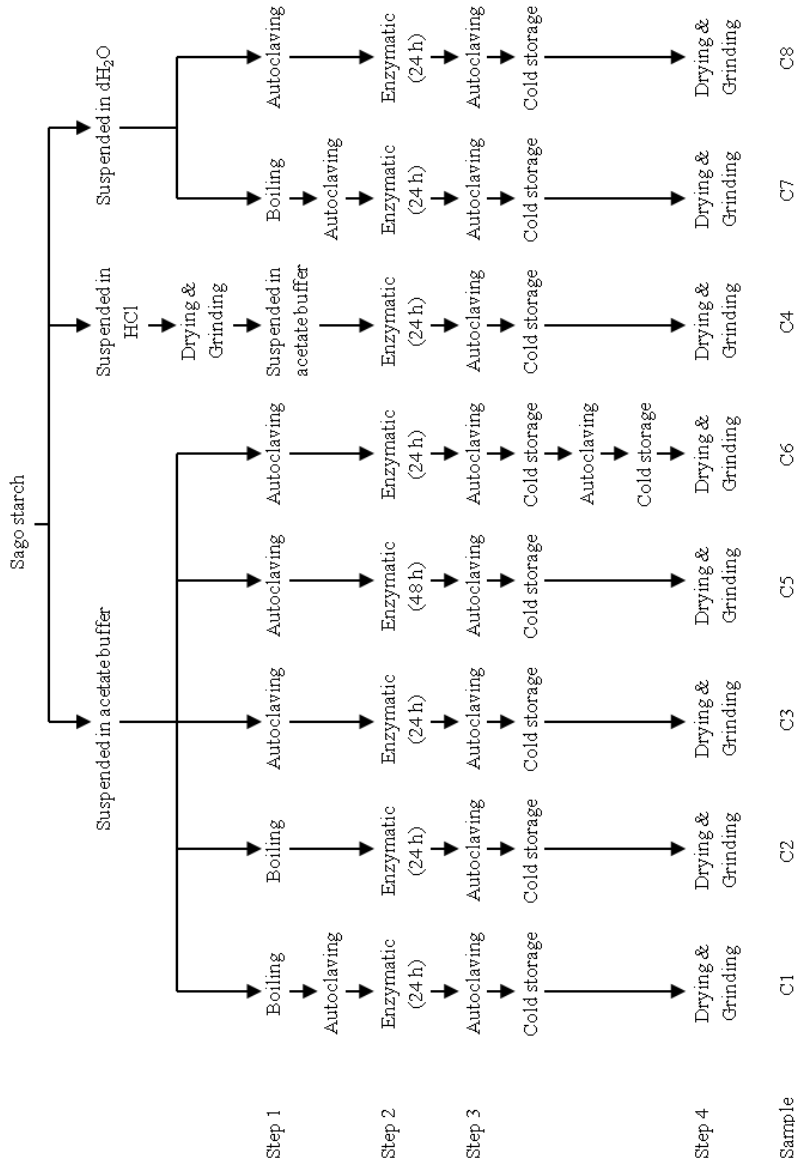 Sago starch
Suspended in acetate buffer
Suspended in
HCl
Suspended in dH₂O
Drying &
Grinding
Step 1
Boiling
Autoclaving
Boiling
Autoclaving
Autoclaving
Autoclaving
Suspended in
acetate buffer
Boiling
Autoclaving
Autoclaving
Step 2
Enzymatic
(24 h)
Enzymatic
(24 h)
Enzymatic
(24 h)
Enzymatic
(48 h)
Enzymatic
(24 h)
Enzymatic
(24 h)
Enzymatic
(24 h)
Enzymatic
(24 h)
Step 3
Autoclaving
Autoclaving
Autoclaving
Autoclaving
Autoclaving
Autoclaving
Autoclaving
Autoclaving
Cold storage
Cold storage
Cold storage
Cold storage
Cold storage
Cold storage
Cold storage
Cold storage
Autoclaving
Cold storage
Step 4
Drying &
Grinding
Drying &
Grinding
Drying &
Grinding
Drying &
Grinding
Drying &
Grinding
Drying &
Grinding
Drying &
Grinding
Drying &
Grinding
Sample
C1
C2
C3
C5
C6
C4
C7
C8